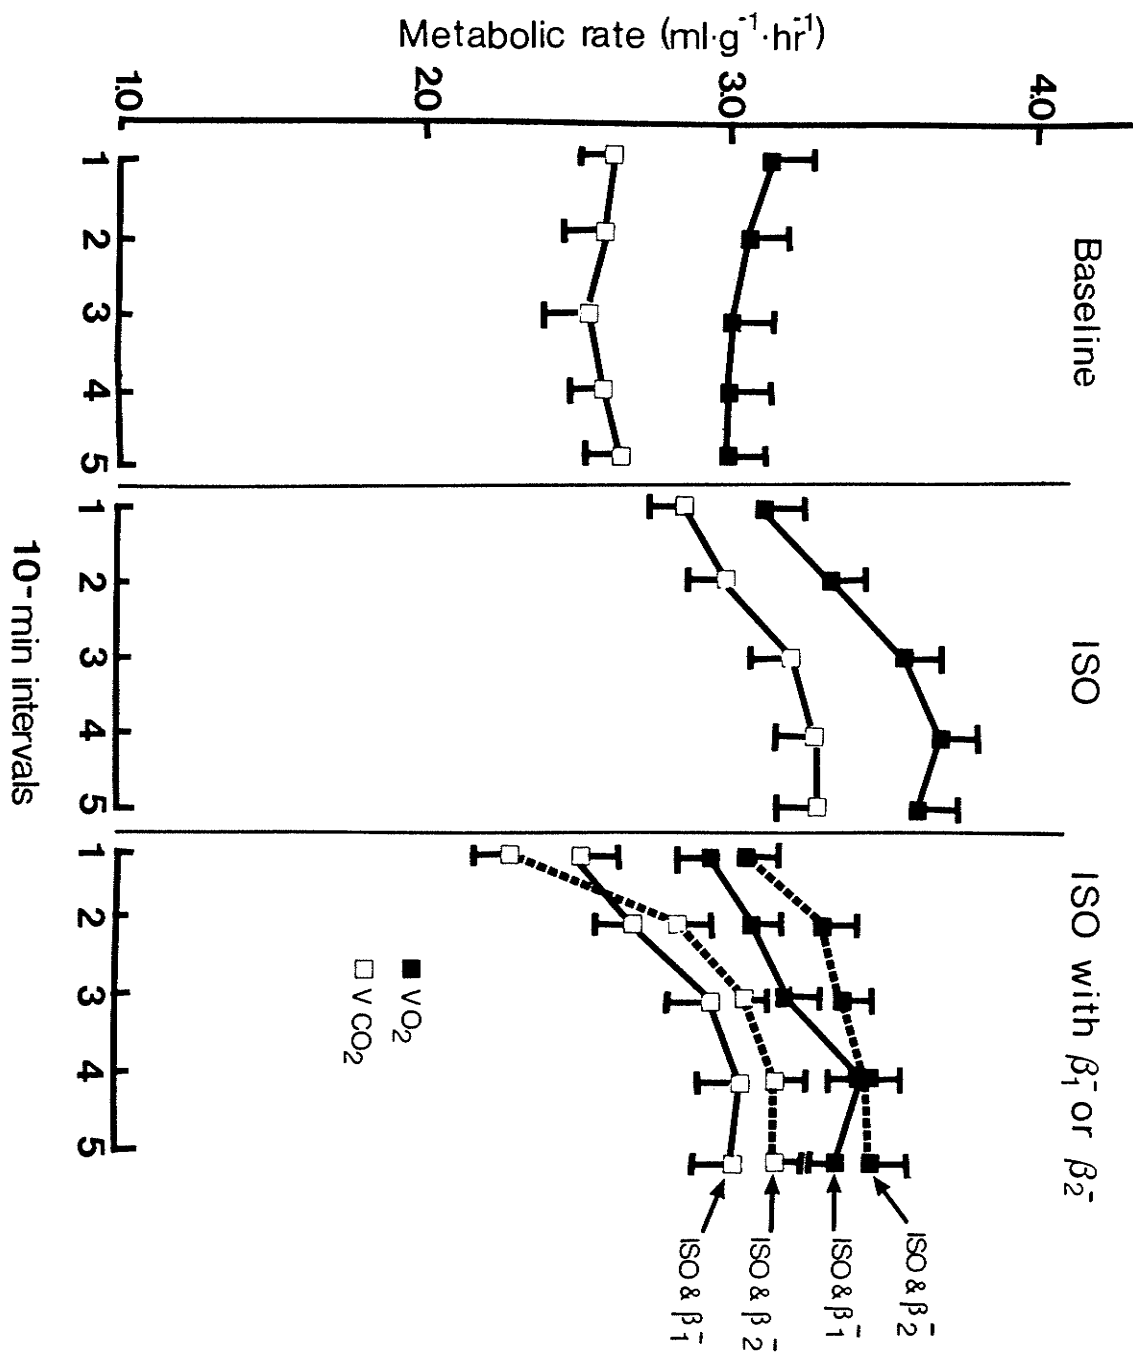 Metabolic rate (ml·g⁻¹·hr⁻¹)
4.0
3.0
2.0
1.0
Baseline
ISO
ISO with β₁⁻ or β₂⁻
ISO & β₂⁻
ISO & β₁⁻
ISO & β₂⁻
ISO & β₁⁻
■ VO₂
□ VCO₂
1 2 3 4 5
1 2 3 4 5
1 2 3 4 5
10-min intervals